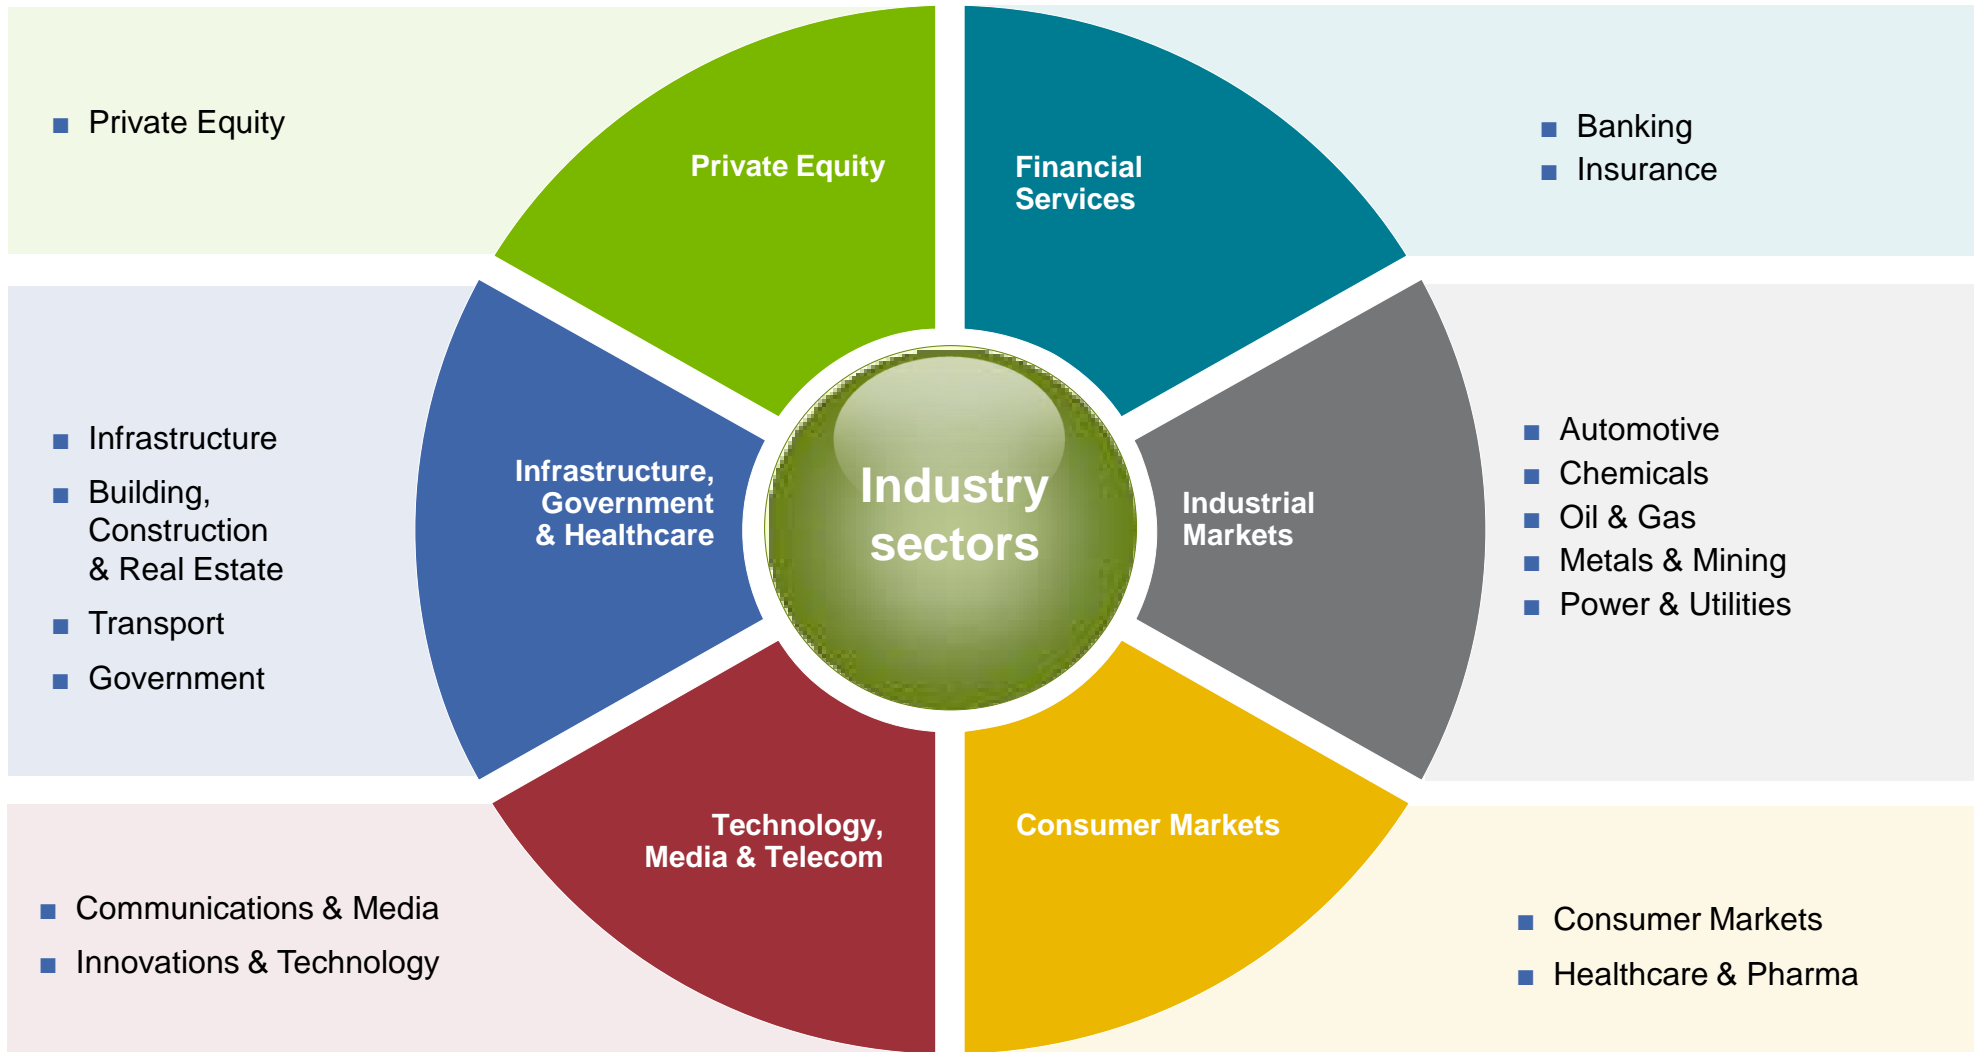 Private Equity
Private Equity
Financial
Services
Banking
Insurance
Infrastructure
Building,
Construction
& Real Estate
Transport
Government
Infrastructure,
Government
& Healthcare
Industry
sectors
Industrial
Markets
Automotive
Chemicals
Oil & Gas
Metals & Mining
Power & Utilities
Communications & Media
Innovations & Technology
Technology,
Media & Telecom
Consumer Markets
Consumer Markets
Healthcare & Pharma